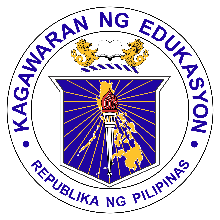 KAGAWARAN NG EDUKASYON
REPUBLIKA NG PILIPINAS